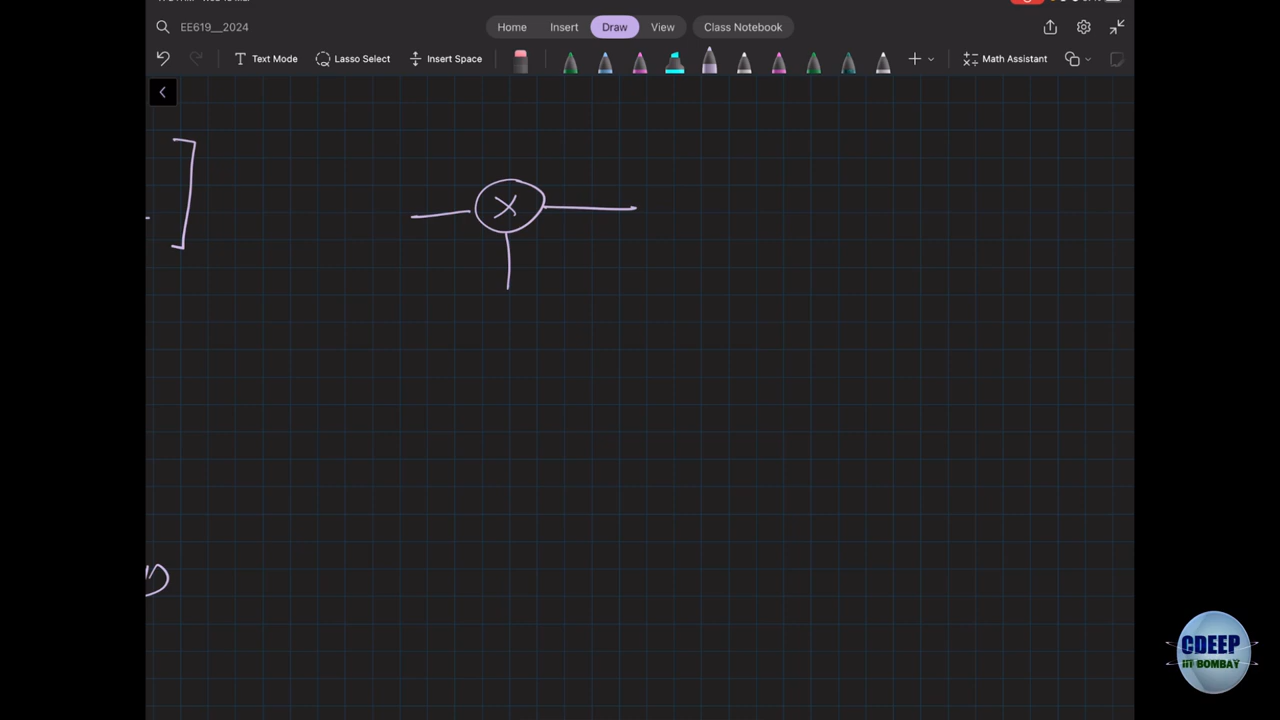 EE619__2024
Home Insert Draw View Class Notebook
Text Mode Lasso Select Insert Space Math Assistant
]
X
CDEEP
IIT BOMBAY